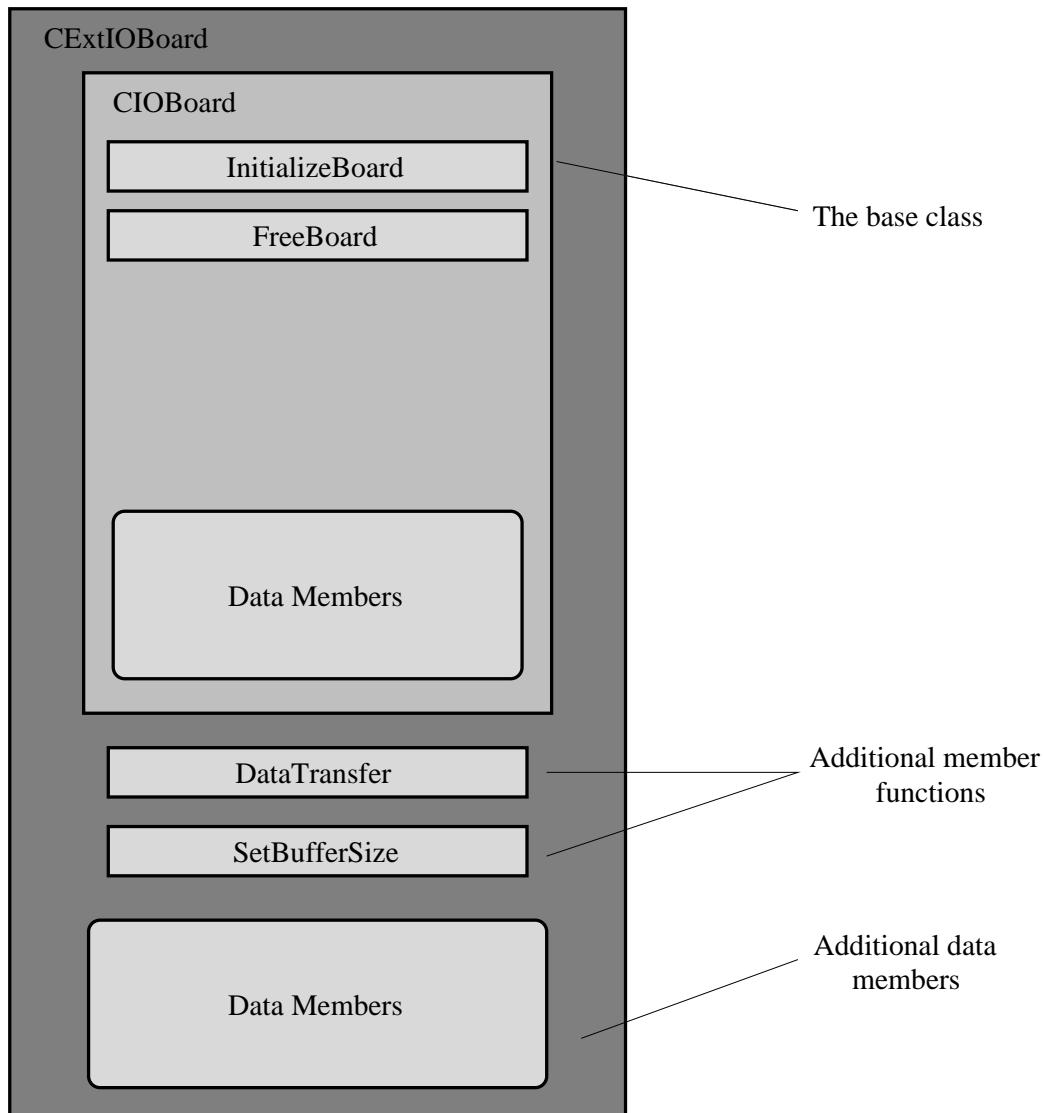 CExtIOBoard
CIOBoard
InitializeBoard
The base class
FreeBoard
Data Members
DataTransfer
Additional member
functions
SetBufferSize
Additional data
members
Data Members